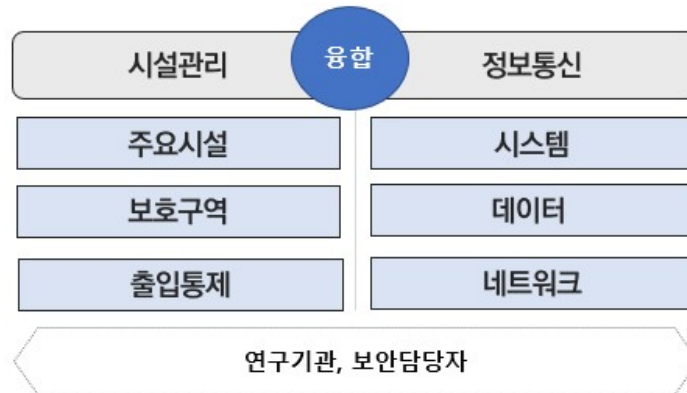 시설관리
융합
정보통신
주요시설
시스템
보호구역
데이터
출입통제
네트워크
연구기관, 보안담당자